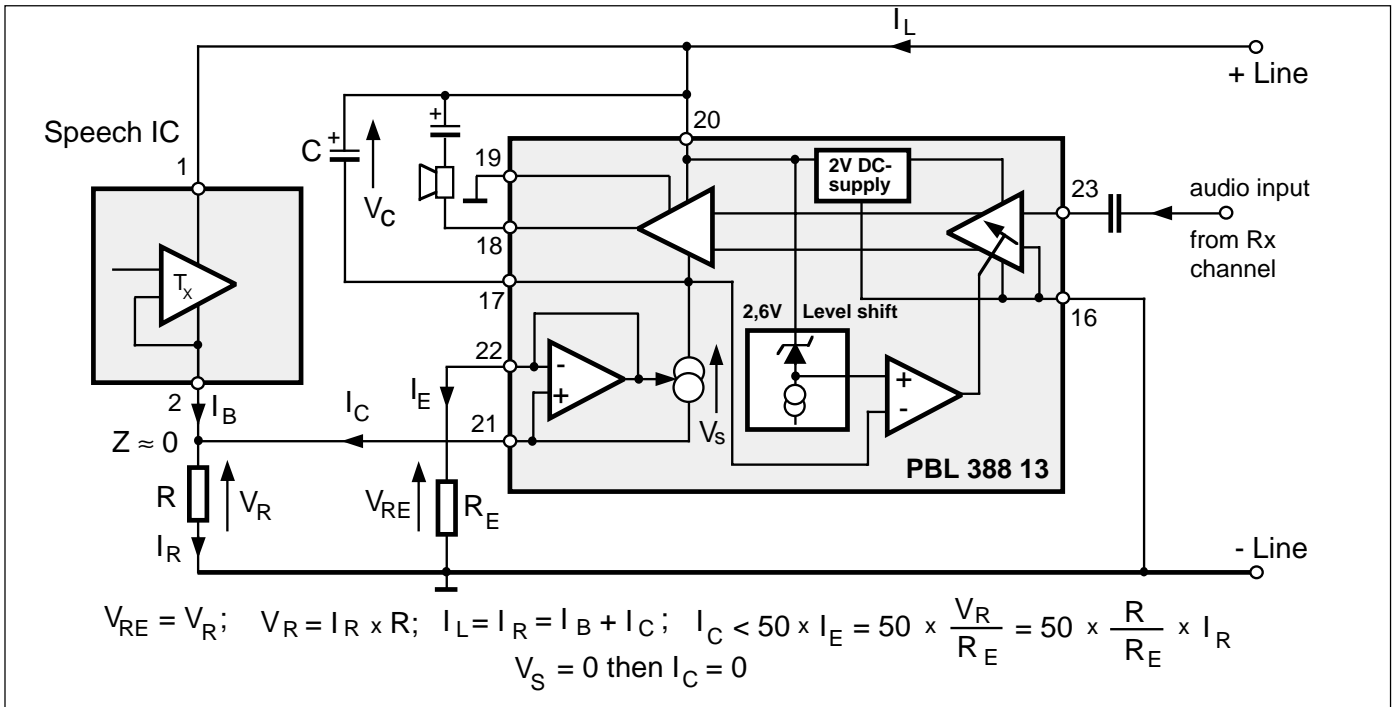 I_L
+ Line
Speech IC
1
C
+
+
V_C
20
19
18
17
2V DC-
supply
23
audio input
from Rx
channel
16
T_X
2,6V Level shift
22
-
+
I_E
V_S
+
-
2
I_B
I_C
21
PBL 388 13
Z ≈ 0
R
V_R
V_RE
R_E
I_R
- Line
V_RE = V_R; V_R = I_R x R; I_L = I_R = I_B + I_C; I_C < 50 x I_E = 50 x V_R / R_E = 50 x R / R_E x I_R
V_S = 0 then I_C = 0